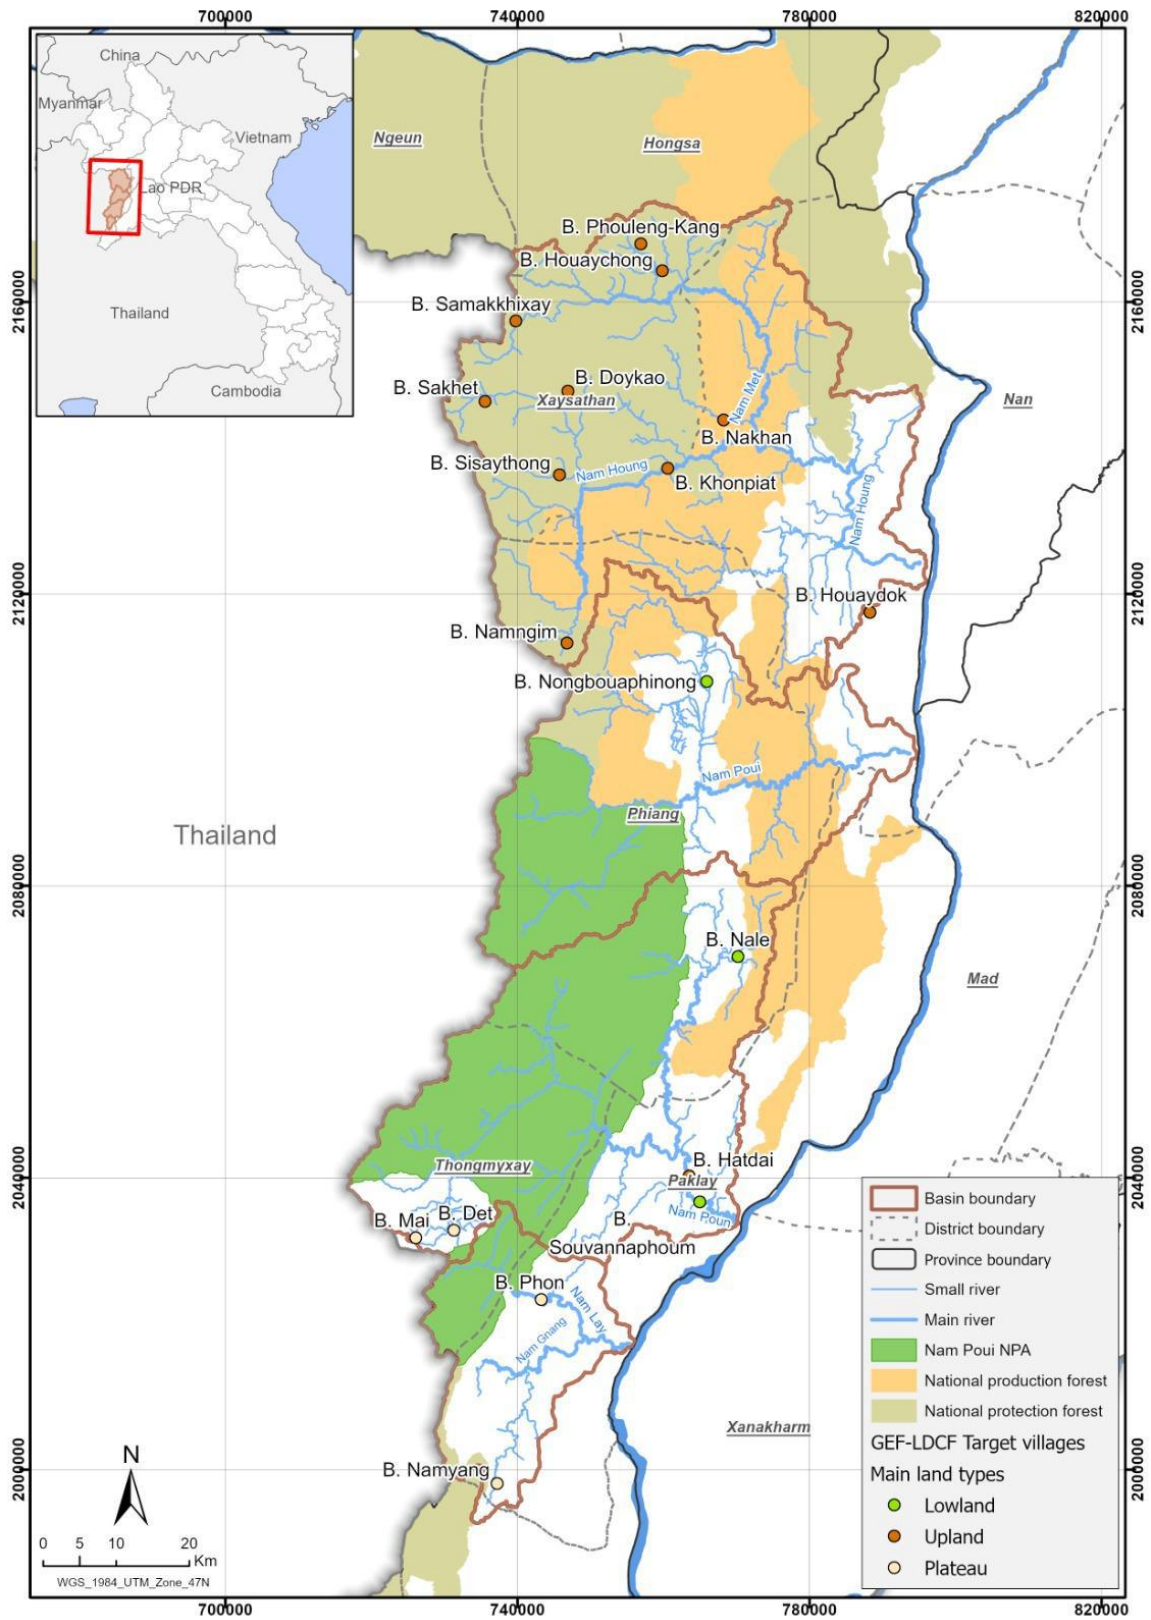 700000
740000
780000
820000
China
Myanmar
Vietnam
Lao PDR
Thailand
Cambodia
Ngeun
Hongsa
B. Phouleng-Kang
B. Houaychong
2160000
2160000
B. Samakkhixay
B. Doykao
B. Sakhet
Xaysathan
Nam Met
Nan
B. Nakhan
B. Sisaythong
Nam Houng
B. Khonpiat
Nam Houng
2120000
2120000
B. Houaydok
B. Namngim
B. Nongbouaphinong
Nam Poui
Phiang
Thailand
2080000
2080000
B. Nale
Mad
B. Hatdai
Thongmyxay
Paklay
2040000
2040000
B. Det
B. Mai
B.
Souvannaphoum
Nam Poun
B. Phon
Nam Lay
Nam Gnang
Xanakharm
B. Namyang
2000000
2000000
Basin boundary
District boundary
Province boundary
Small river
Main river
Nam Poui NPA
National production forest
National protection forest
GEF-LDCF Target villages
Main land types
Lowland
Upland
Plateau
N
0 5 10 20
Km
WGS_1984_UTM_Zone_47N
700000
740000
780000
820000